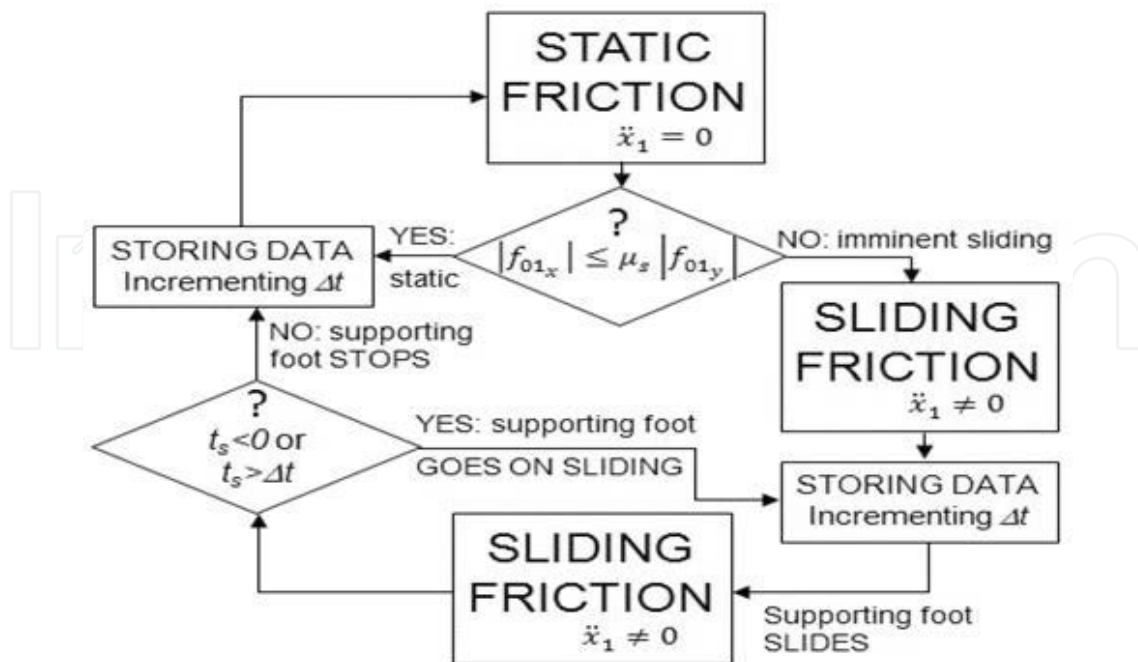 STATIC
FRICTION
ẍ₁ = 0
?
|f₀₁ₓ| ≤ μₛ |f₀₁ᵧ|
YES:
static
NO: imminent sliding
STORING DATA
Incrementing Δt
SLIDING
FRICTION
ẍ₁ ≠ 0
NO: supporting
foot STOPS
?
tₛ<0 or
tₛ>Δt
YES: supporting foot
GOES ON SLIDING
STORING DATA
Incrementing Δt
SLIDING
FRICTION
ẍ₁ ≠ 0
Supporting foot
SLIDES